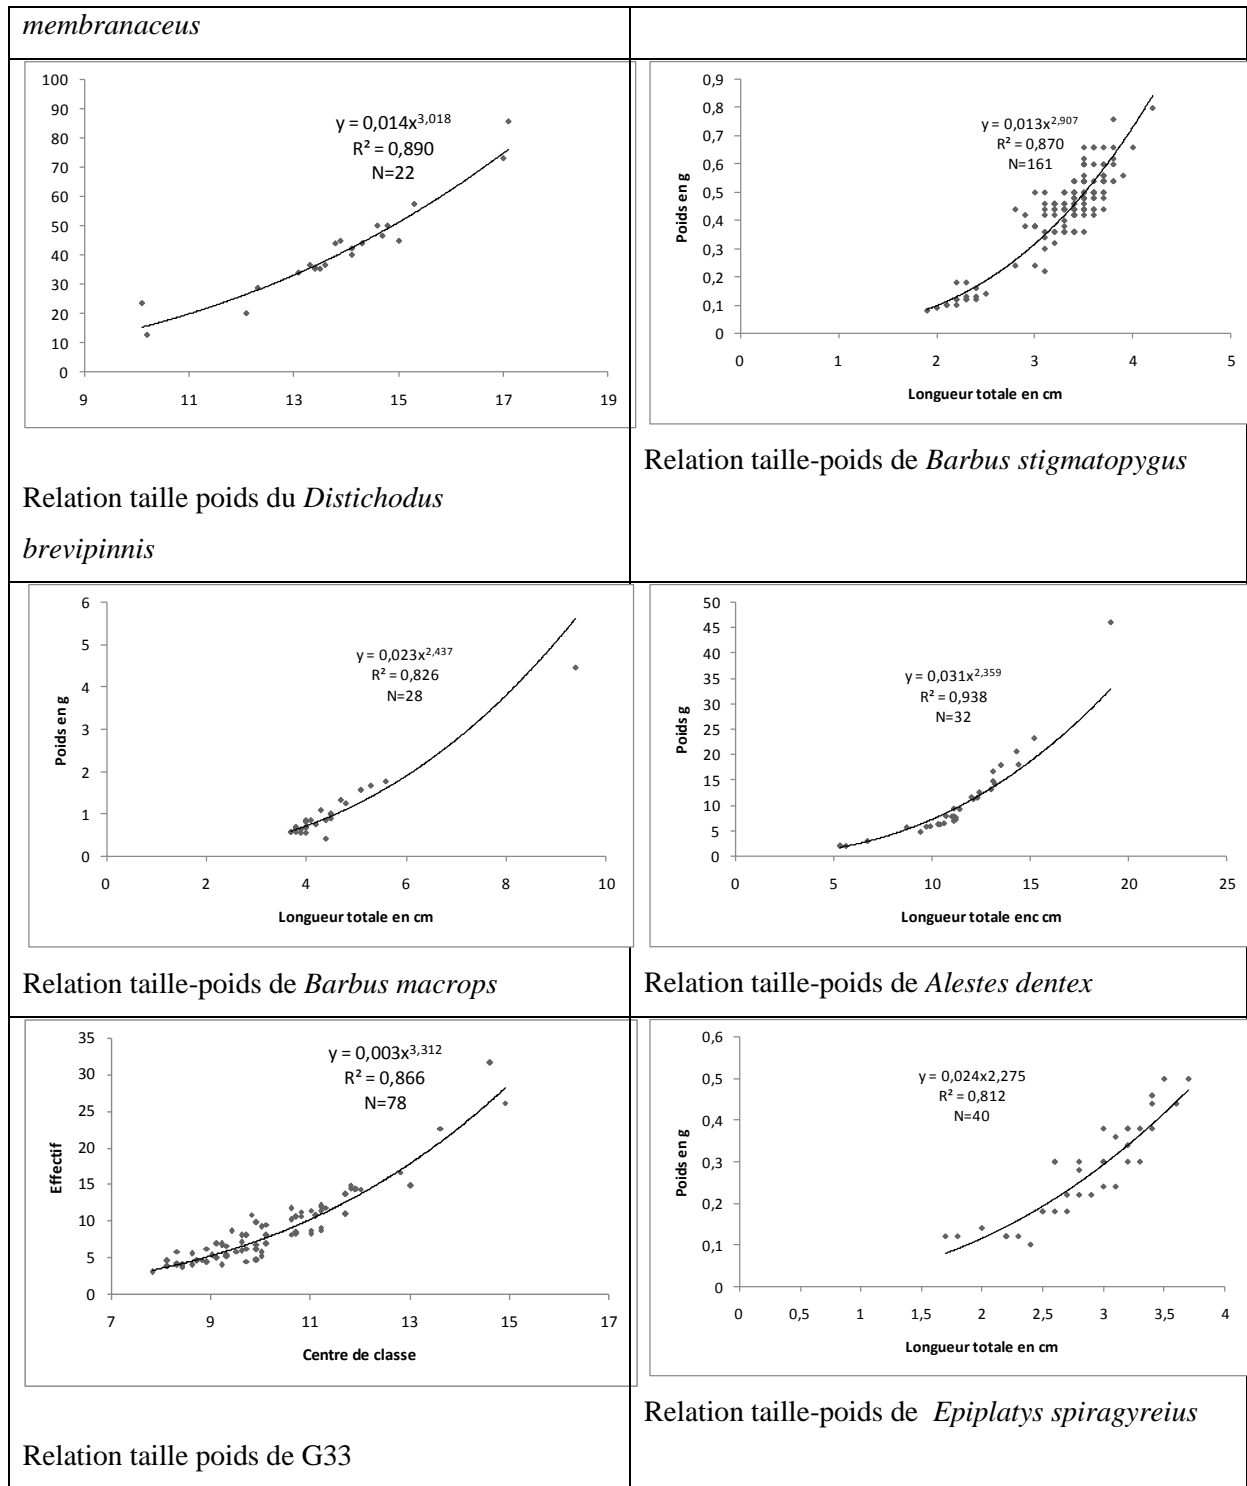 membranaceus
100
90
80
70
60
50
40
30
20
10
0
9 11 13 15 17 19
y = 0,014x^3,018
R² = 0,890
N=22
Relation taille poids du Distichodus
brevipinnis
0,9
0,8
0,7
0,6
0,5
0,4
0,3
0,2
0,1
0
0 1 2 3 4 5
Poids en g
y = 0,013x^2,907
R² = 0,870
N=161
Longueur totale en cm
Relation taille-poids de Barbus stigmatopygus
6
5
4
3
2
1
0
0 2 4 6 8 10
Poids en g
y = 0,023x^2,437
R² = 0,826
N=28
Longueur totale en cm
Relation taille-poids de Barbus macrops
50
45
40
35
30
25
20
15
10
5
0
0 5 10 15 20 25
Poids g
y = 0,031x^2,359
R² = 0,938
N=32
Longueur totale enc cm
Relation taille-poids de Alestes dentex
35
30
25
20
15
10
5
0
7 9 11 13 15 17
Effectif
y = 0,003x^3,312
R² = 0,866
N=78
Centre de classe
Relation taille poids de G33
0,6
0,5
0,4
0,3
0,2
0,1
0
0 0,5 1 1,5 2 2,5 3 3,5 4
Poids en g
y = 0,024x2,275
R² = 0,812
N=40
Longueur totale en cm
Relation taille-poids de Epiplatys spiragyreius